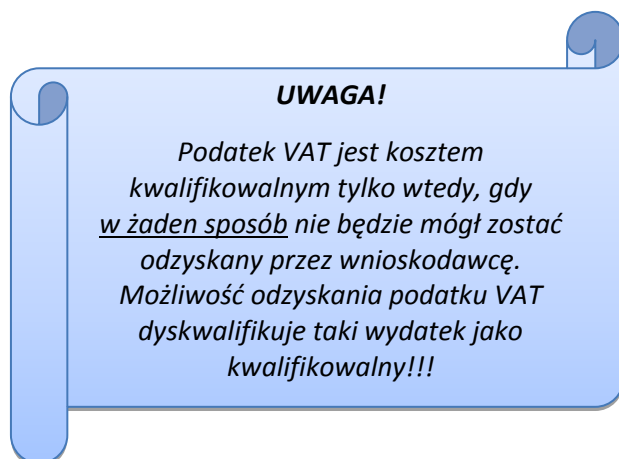 UWAGA!
Podatek VAT jest kosztem
kwalifikowalnym tylko wtedy, gdy
w żaden sposób nie będzie mógł zostać
odzyskany przez wnioskodawcę.
Możliwość odzyskania podatku VAT
dyskwalifikuje taki wydatek jako
kwalifikowalny!!!